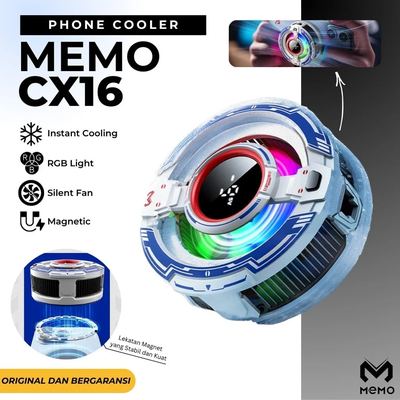 PHONE COOLER
MEMO
CX16
Instant Cooling
RGB Light
Silent Fan
Magnetic
Lekatan Magnet
yang Stabil dan Kuat
ORIGINAL DAN BERGARANSI
MEMO